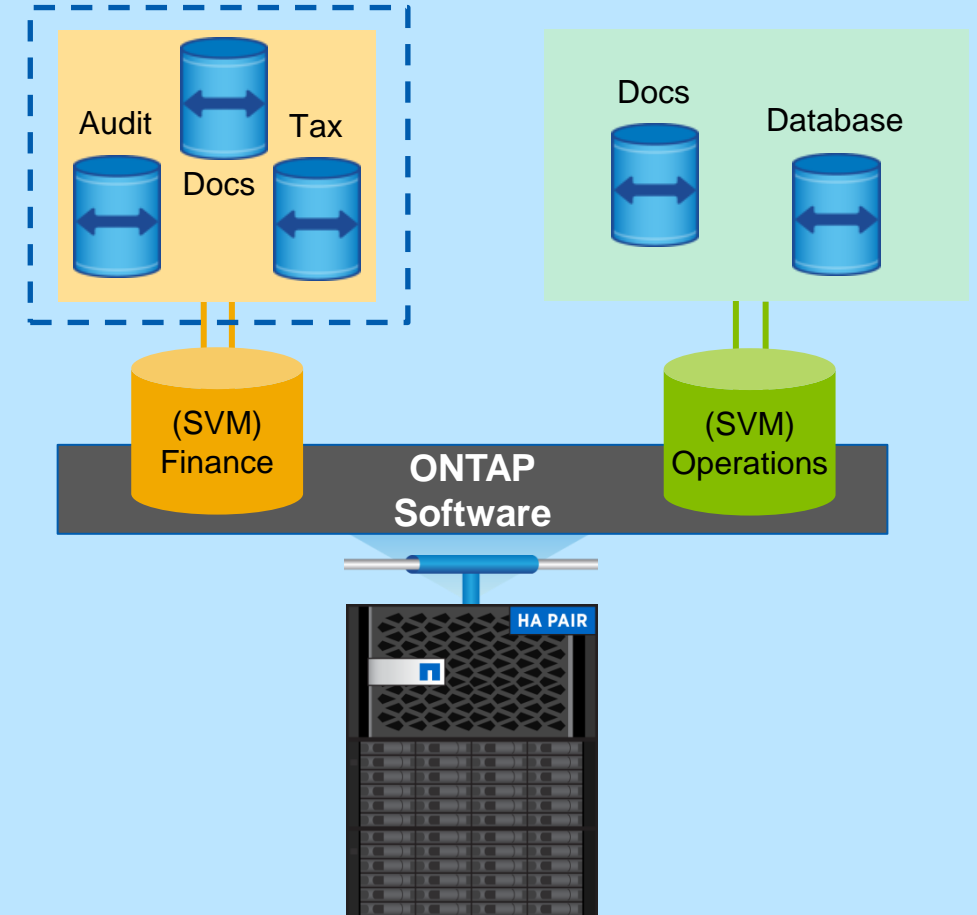 Audit
Docs
Tax
Docs
Database
(SVM)
Finance
(SVM)
Operations
ONTAP
Software
HA PAIR